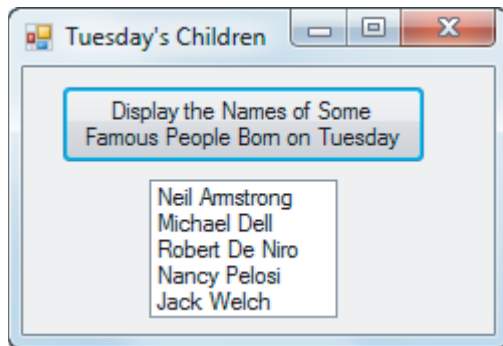 Tuesday's Children
Display the Names of Some
Famous People Born on Tuesday
Neil Armstrong
Michael Dell
Robert De Niro
Nancy Pelosi
Jack Welch